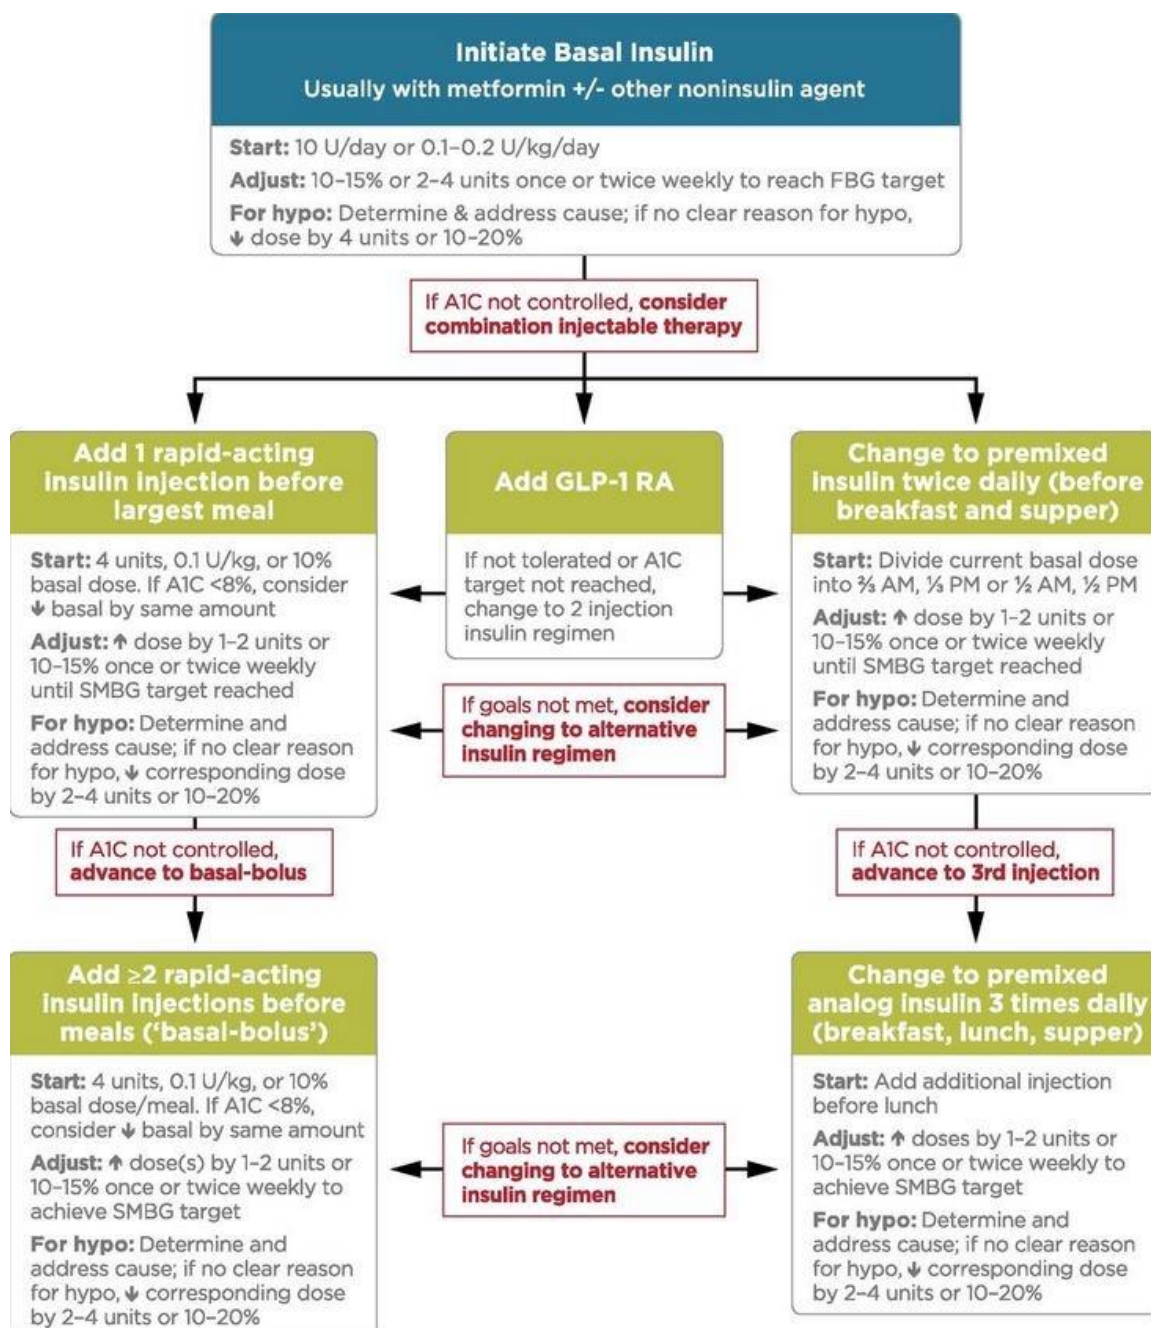 Initiate Basal Insulin
Usually with metformin +/- other noninsulin agent
Start: 10 U/day or 0.1–0.2 U/kg/day
Adjust: 10–15% or 2–4 units once or twice weekly to reach FBG target
For hypo: Determine & address cause; if no clear reason for hypo,
↓ dose by 4 units or 10–20%
If A1C not controlled, consider
combination injectable therapy
Add 1 rapid-acting
insulin injection before
largest meal
Start: 4 units, 0.1 U/kg, or 10%
basal dose. If A1C <8%, consider
↓ basal by same amount
Adjust: ↑ dose by 1–2 units or
10–15% once or twice weekly
until SMBG target reached
For hypo: Determine and
address cause; if no clear reason
for hypo, ↓ corresponding dose
by 2–4 units or 10–20%
Add GLP-1 RA
If not tolerated or A1C
target not reached,
change to 2 injection
insulin regimen
Change to premixed
insulin twice daily (before
breakfast and supper)
Start: Divide current basal dose
into ⅔ AM, ⅓ PM or ½ AM, ½ PM
Adjust: ↑ dose by 1–2 units or
10–15% once or twice weekly
until SMBG target reached
For hypo: Determine and
address cause; if no clear reason
for hypo, ↓ corresponding dose
by 2–4 units or 10–20%
If goals not met, consider
changing to alternative
insulin regimen
If A1C not controlled,
advance to basal-bolus
If A1C not controlled,
advance to 3rd injection
Add ≥2 rapid-acting
insulin injections before
meals (‘basal-bolus’)
Start: 4 units, 0.1 U/kg, or 10%
basal dose/meal. If A1C <8%,
consider ↓ basal by same amount
Adjust: ↑ dose(s) by 1–2 units or
10–15% once or twice weekly to
achieve SMBG target
For hypo: Determine and
address cause; if no clear reason
for hypo, ↓ corresponding dose
by 2–4 units or 10–20%
If goals not met, consider
changing to alternative
insulin regimen
Change to premixed
analog insulin 3 times daily
(breakfast, lunch, supper)
Start: Add additional injection
before lunch
Adjust: ↑ doses by 1–2 units or
10–15% once or twice weekly to
achieve SMBG target
For hypo: Determine and
address cause; if no clear reason
for hypo, ↓ corresponding dose
by 2–4 units or 10–20%